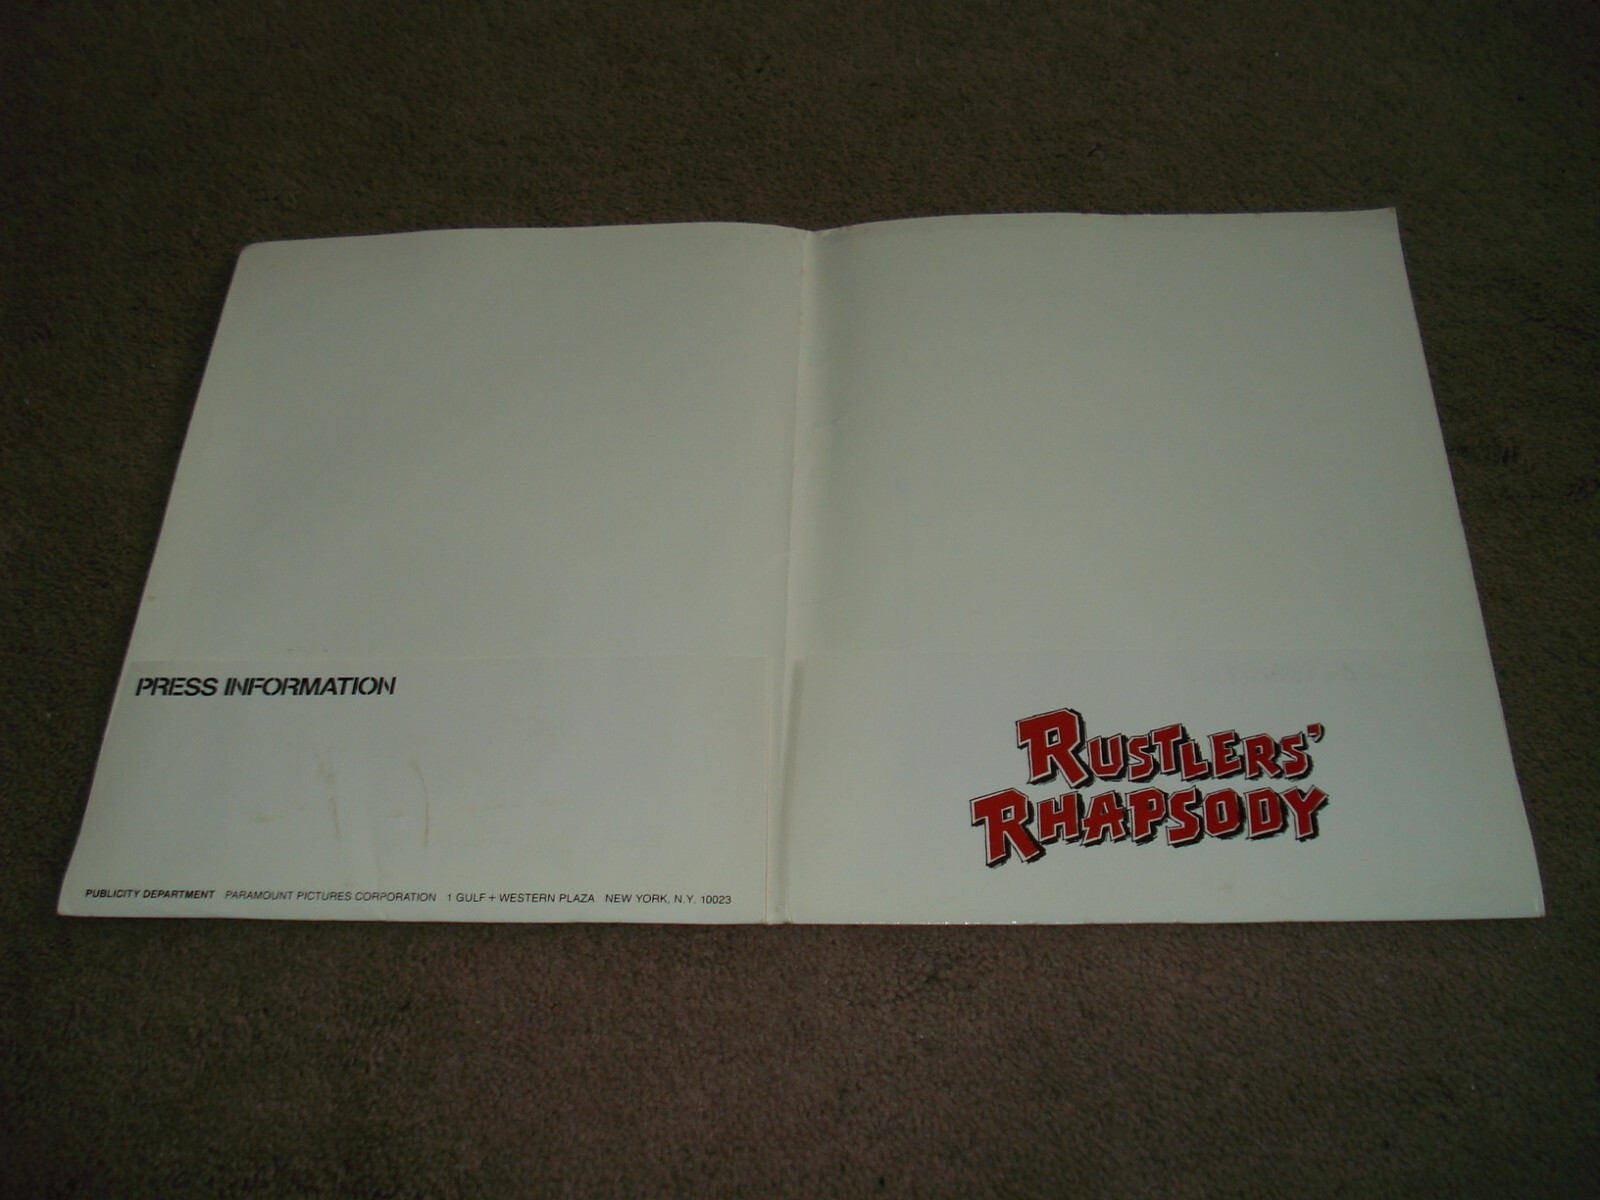 PRESS INFORMATION
PUBLICITY DEPARTMENT PARAMOUNT PICTURES CORPORATION 1 GULF + WESTERN PLAZA NEW YORK, N.Y. 10023
RUSTLERS'
RHAPSODY